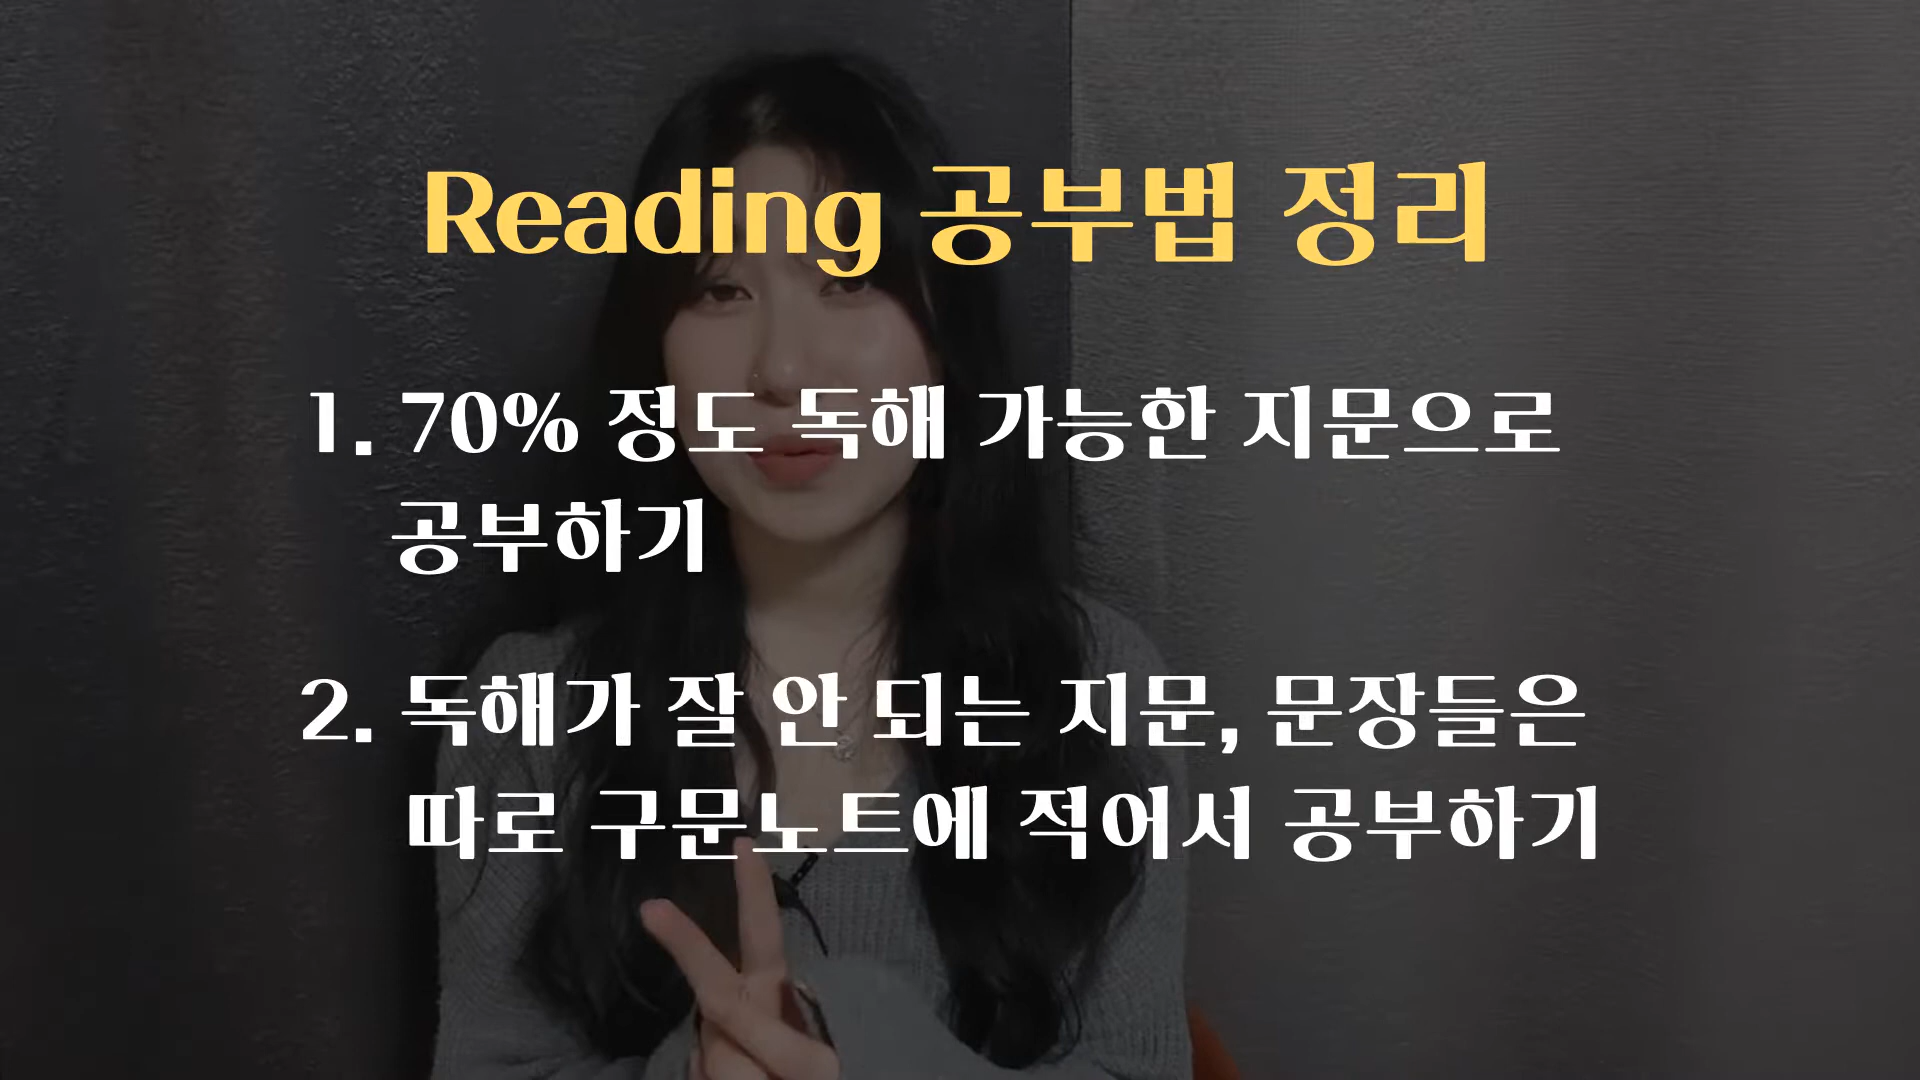 Reading 공부법 정리
1. 70% 정도 독해 가능한 지문으로
공부하기
2. 독해가 잘 안 되는 지문, 문장들은
따로 구문노트에 적어서 공부하기